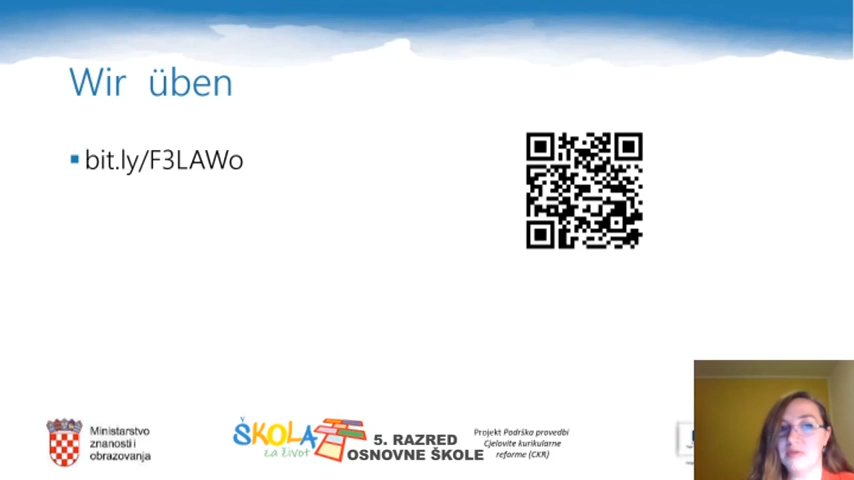 Wir üben
bit.ly/F3LAWo
Ministarstvo
znanosti i
obrazovanja
ŠKOLA
za život
5. RAZRED
OSNOVNE ŠKOLE
Projekt Podrška provedbi
Cjelovite kurikularne
reforme (CKR)